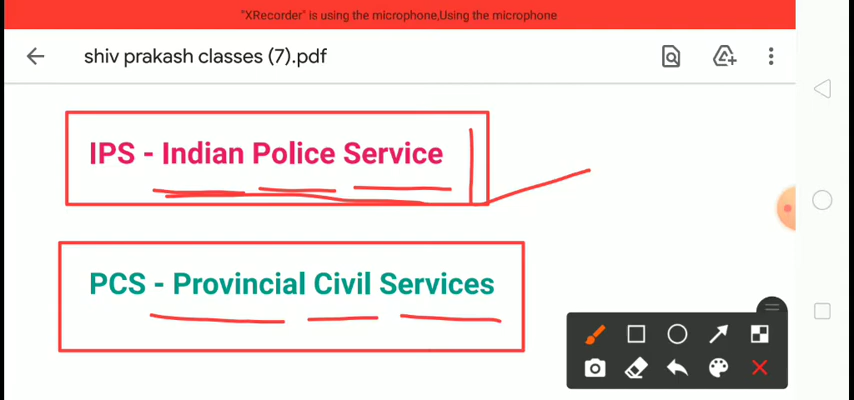 "XRecorder" is using the microphone,Using the microphone
shiv prakash classes (7).pdf
IPS - Indian Police Service
PCS - Provincial Civil Services